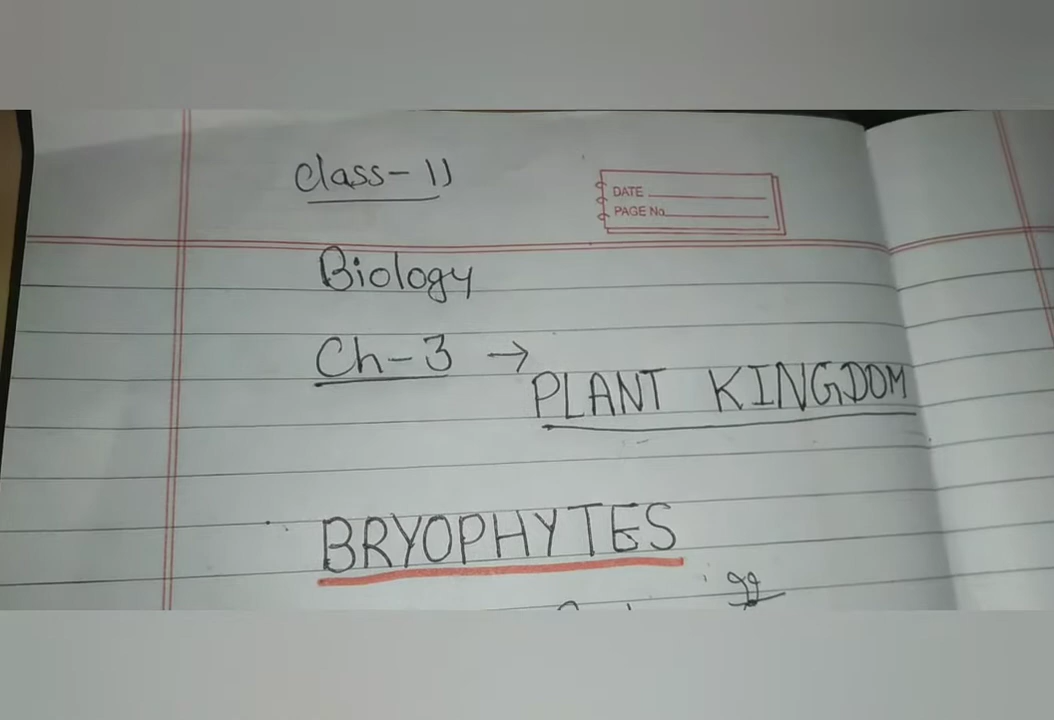 Class-11
DATE
PAGE No.
Biology
Ch-3 →
PLANT KINGDOM
BRYOPHYTES